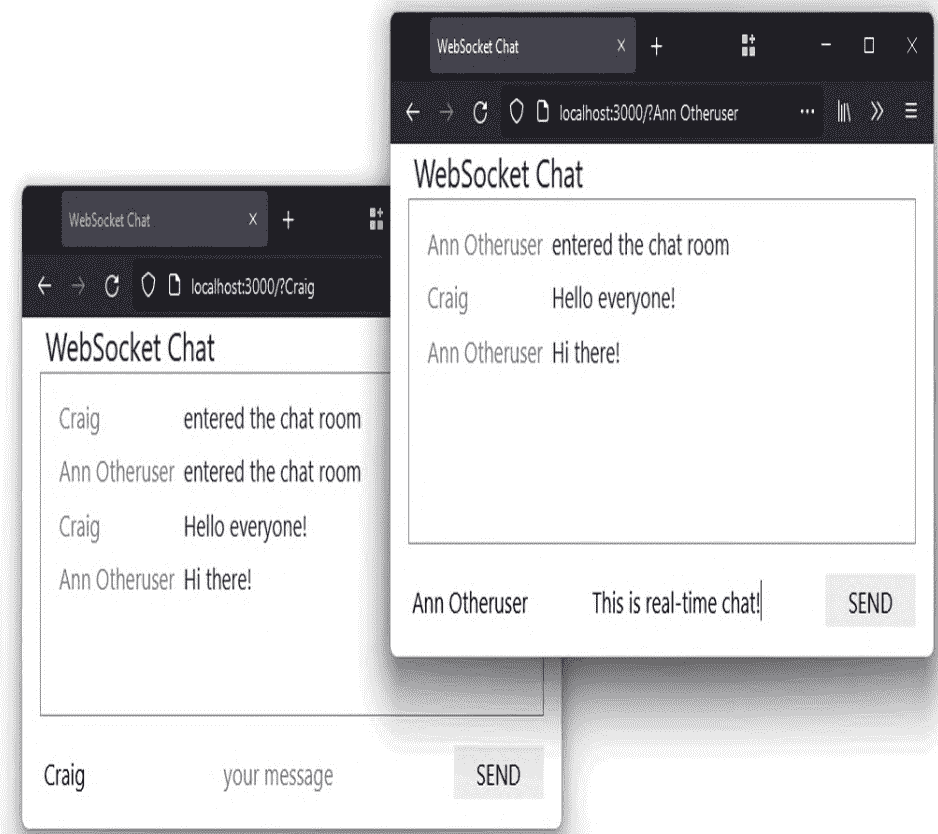 WebSocket Chat
localhost:3000/?Ann Otheruser
WebSocket Chat
Ann Otheruser entered the chat room
Craig Hello everyone!
Ann Otheruser Hi there!
Ann Otheruser This is real-time chat! SEND
WebSocket Chat
localhost:3000/?Craig
WebSocket Chat
Craig entered the chat room
Ann Otheruser entered the chat room
Craig Hello everyone!
Ann Otheruser Hi there!
Craig your message SEND